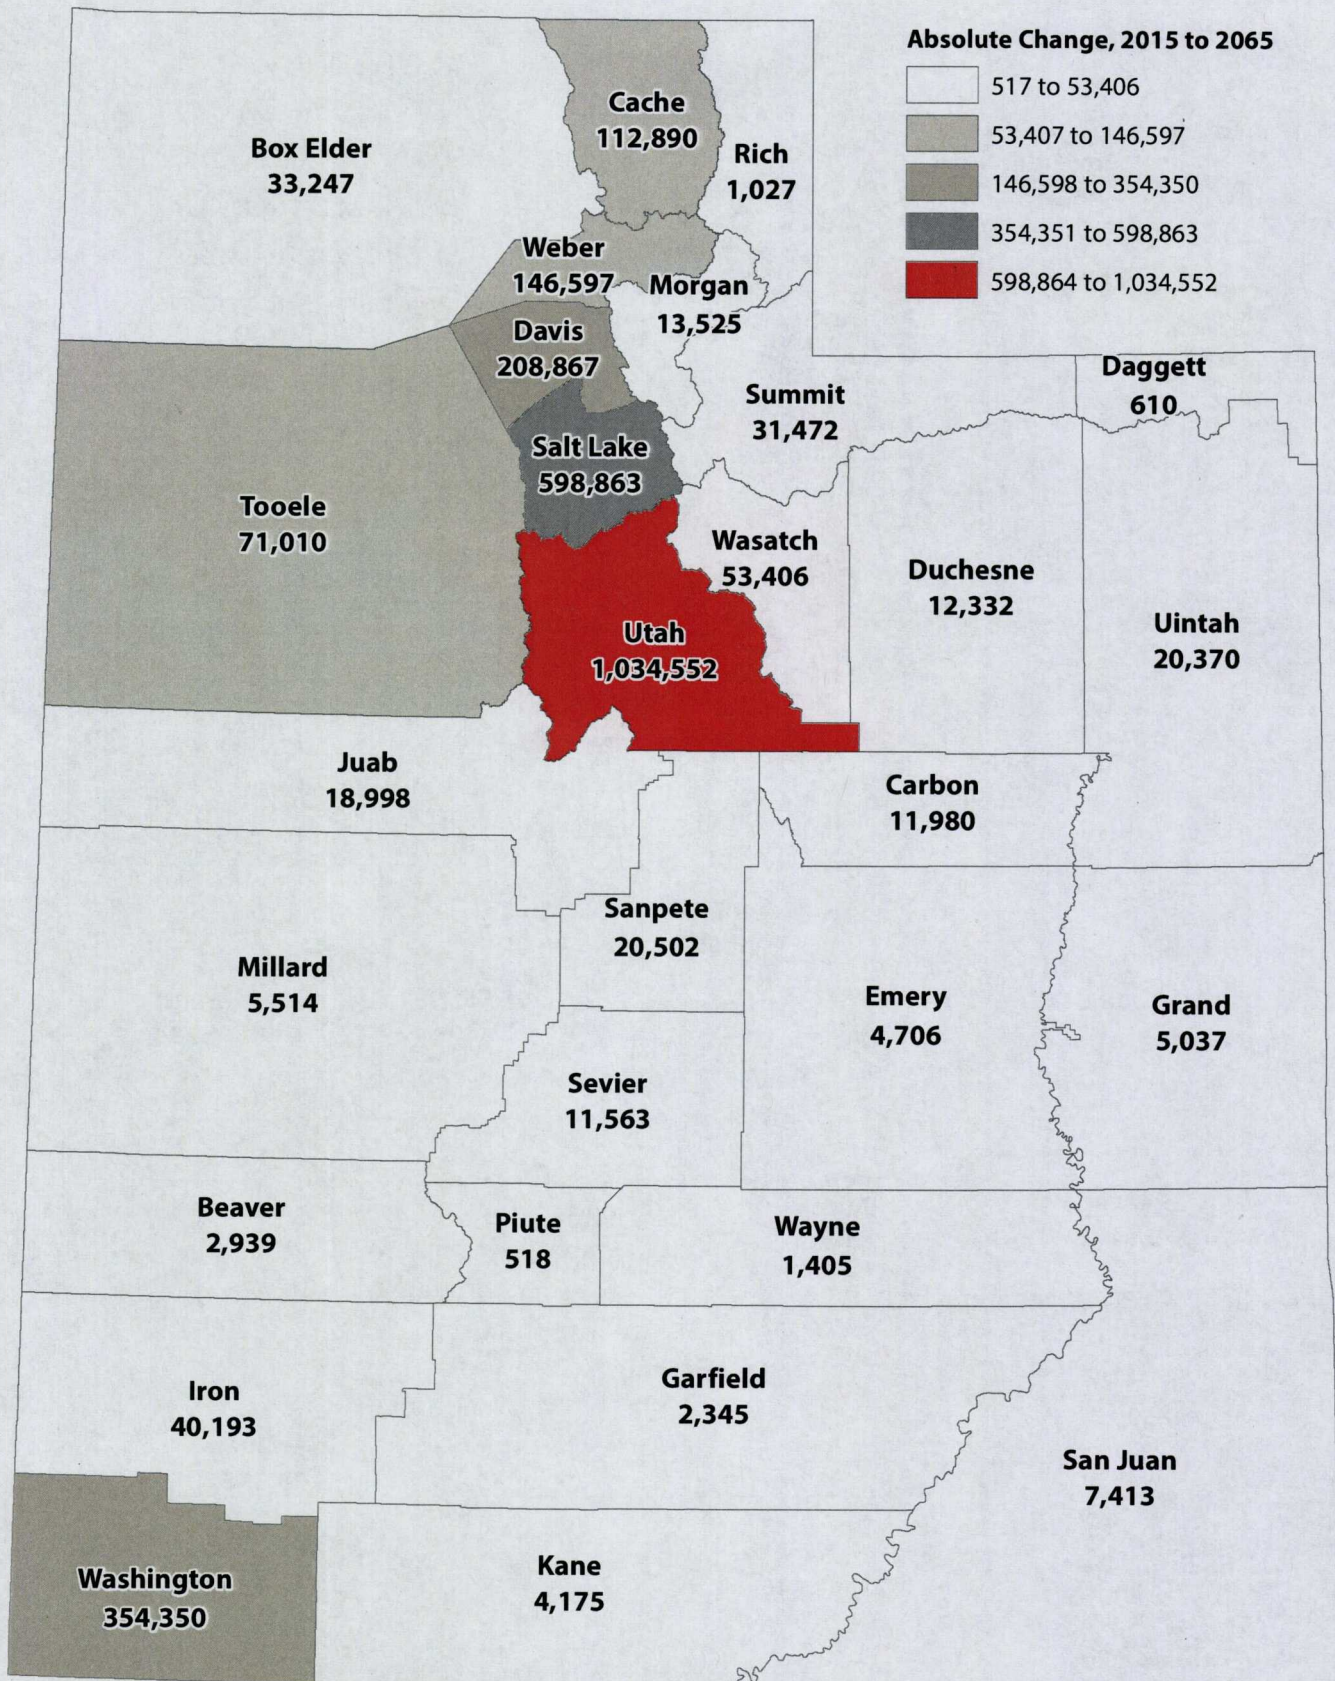 Absolute Change, 2015 to 2065
517 to 53,406
53,407 to 146,597
146,598 to 354,350
354,351 to 598,863
598,864 to 1,034,552
Cache
112,890
Box Elder
33,247
Rich
1,027
Weber
146,597
Morgan
13,525
Davis
208,867
Summit
31,472
Daggett
610
Salt Lake
598,863
Tooele
71,010
Wasatch
53,406
Duchesne
12,332
Uintah
20,370
Utah
1,034,552
Juab
18,998
Carbon
11,980
Sanpete
20,502
Millard
5,514
Emery
4,706
Grand
5,037
Sevier
11,563
Beaver
2,939
Piute
518
Wayne
1,405
Iron
40,193
Garfield
2,345
San Juan
7,413
Washington
354,350
Kane
4,175